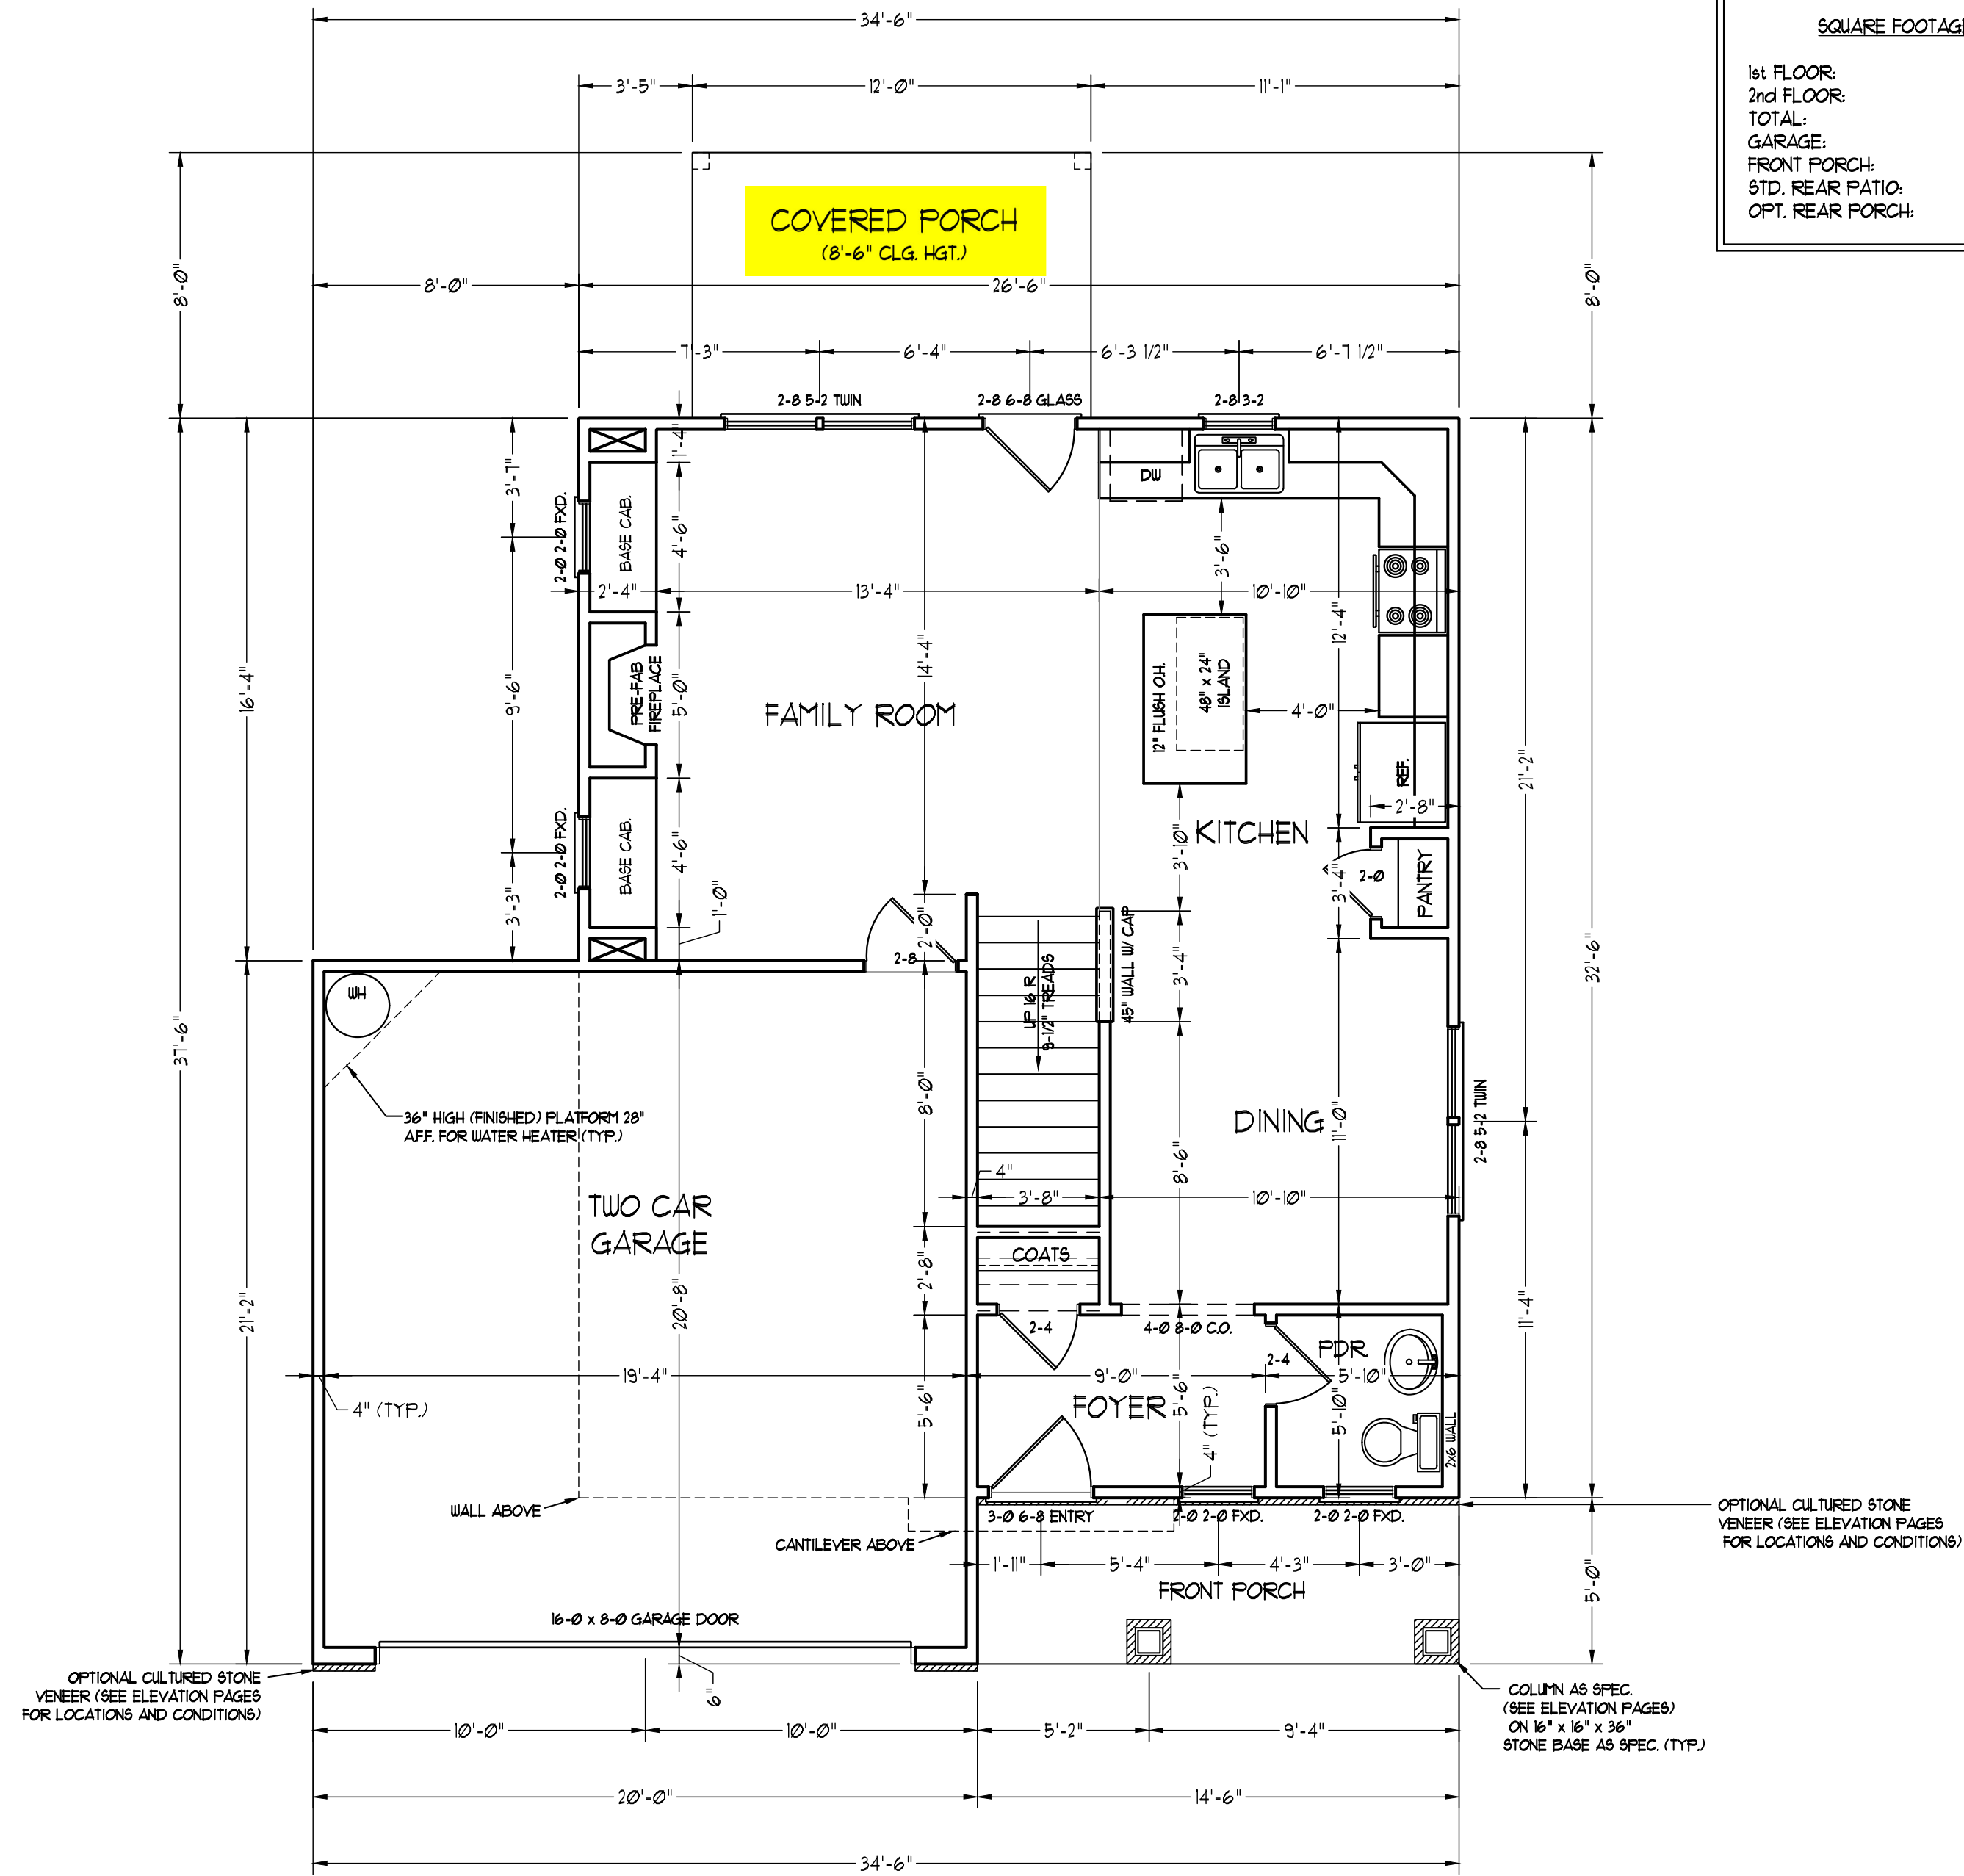 34'-6"
SQUARE FOOTAGE
1st FLOOR:
2nd FLOOR:
TOTAL:
GARAGE:
FRONT PORCH:
STD. REAR PATIO:
OPT. REAR PORCH:
3'-5"
12'-0"
11'-1"
COVERED PORCH
(8'-6" CLG. HGT.)
8'-0"
8'-0"
8'-0"
26'-6"
7'-3"
6'-4"
6'-3 1/2"
6'-7 1/2"
2-8 5-2 TWIN
2-8 6-8 GLASS
2-8 3-2
1'-4"
3'-7"
2-0 2-0 FXD.
BASE CAB.
4'-6"
DW
3'-6"
2'-4"
13'-4"
10'-10"
12'-4"
14'-4"
16'-4"
9'-6"
PRE-FAB
FIREPLACE
5'-0"
FAMILY ROOM
12" FLUSH O.H.
48" x 24"
ISLAND
4'-0"
REF.
2'-8"
21'-2"
KITCHEN
3'-10"
2-0 2-0 FXD.
BASE CAB.
4'-6"
3'-3"
1'-0"
2'-0"
2-8
3'-4"
2-0
PANTRY
32'-6"
37'-6"
WH
UP 16 R
9-1/2" TREADS
3'-4"
45" WALL W/ CAP
36" HIGH (FINISHED) PLATFORM 28"
A.F.F. FOR WATER HEATER (TYP.)
8'-0"
DINING
11'-0"
2-8 5-2 TWIN
8'-6"
4"
3'-8"
10'-10"
TWO CAR
GARAGE
COATS
2'-8"
20'-8"
21'-2"
11'-4"
2-4
4-0 8-0 C.O.
2-4
PDR.
19'-4"
9'-0"
5'-10"
4" (TYP.)
5'-6"
FOYER
5'-6"
4" (TYP.)
5'-10"
2x6 WALL
WALL ABOVE
CANTILEVER ABOVE
3-0 6-8 ENTRY
2-0 2-0 FXD.
2-0 2-0 FXD.
OPTIONAL CULTURED STONE
VENEER (SEE ELEVATION PAGES
FOR LOCATIONS AND CONDITIONS)
1'-11"
5'-4"
4'-3"
3'-0"
FRONT PORCH
5'-0"
16-0 x 8-0 GARAGE DOOR
6"
OPTIONAL CULTURED STONE
VENEER (SEE ELEVATION PAGES
FOR LOCATIONS AND CONDITIONS)
COLUMN AS SPEC.
(SEE ELEVATION PAGES)
ON 16" x 16" x 36"
STONE BASE AS SPEC. (TYP.)
10'-0"
10'-0"
5'-2"
9'-4"
20'-0"
14'-6"
34'-6"